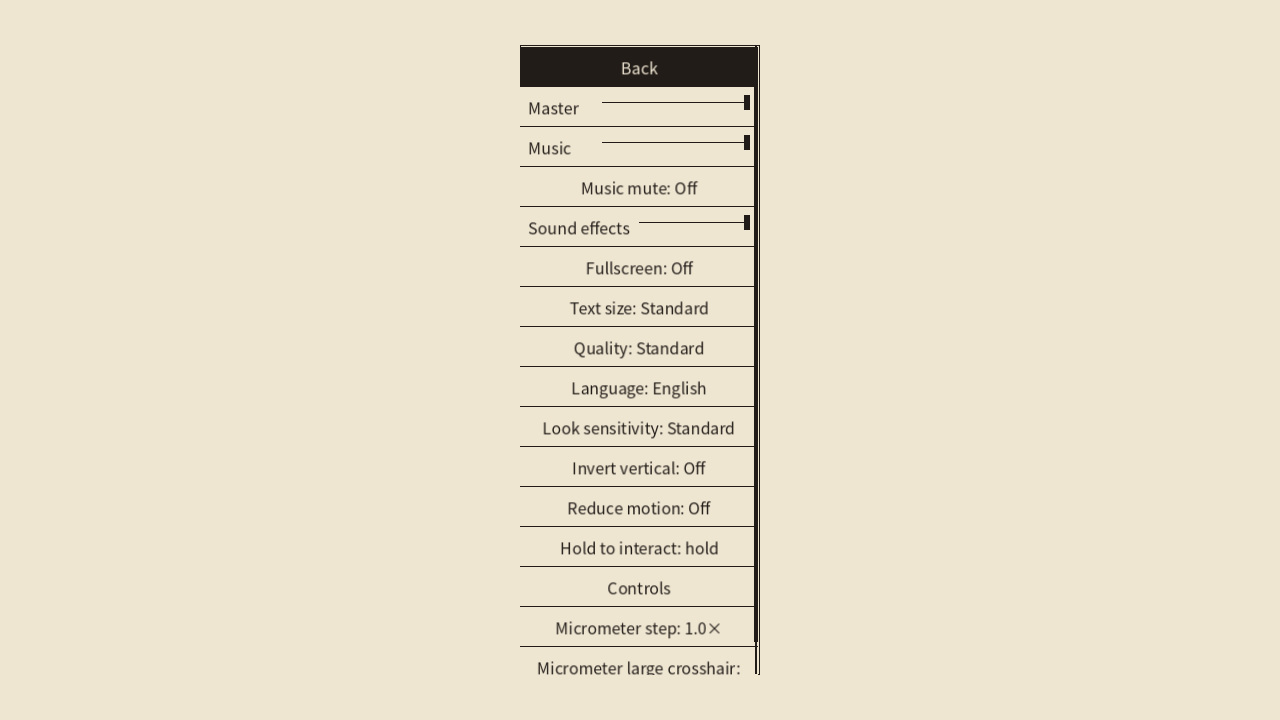 Back
Master
Music
Music mute: Off
Sound effects
Fullscreen: Off
Text size: Standard
Quality: Standard
Language: English
Look sensitivity: Standard
Invert vertical: Off
Reduce motion: Off
Hold to interact: hold
Controls
Micrometer step: 1.0×
Micrometer large crosshair: